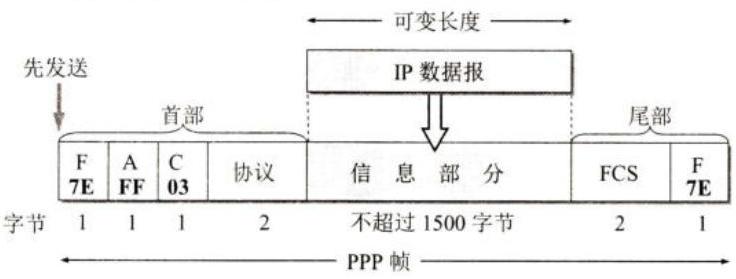 可变长度
IP 数据报
先发送
首部
尾部
F A C 协议 信息部分 FCS F
7E FF 03 7E
字节 1 1 1 2 不超过 1500 字节 2 1
PPP 帧